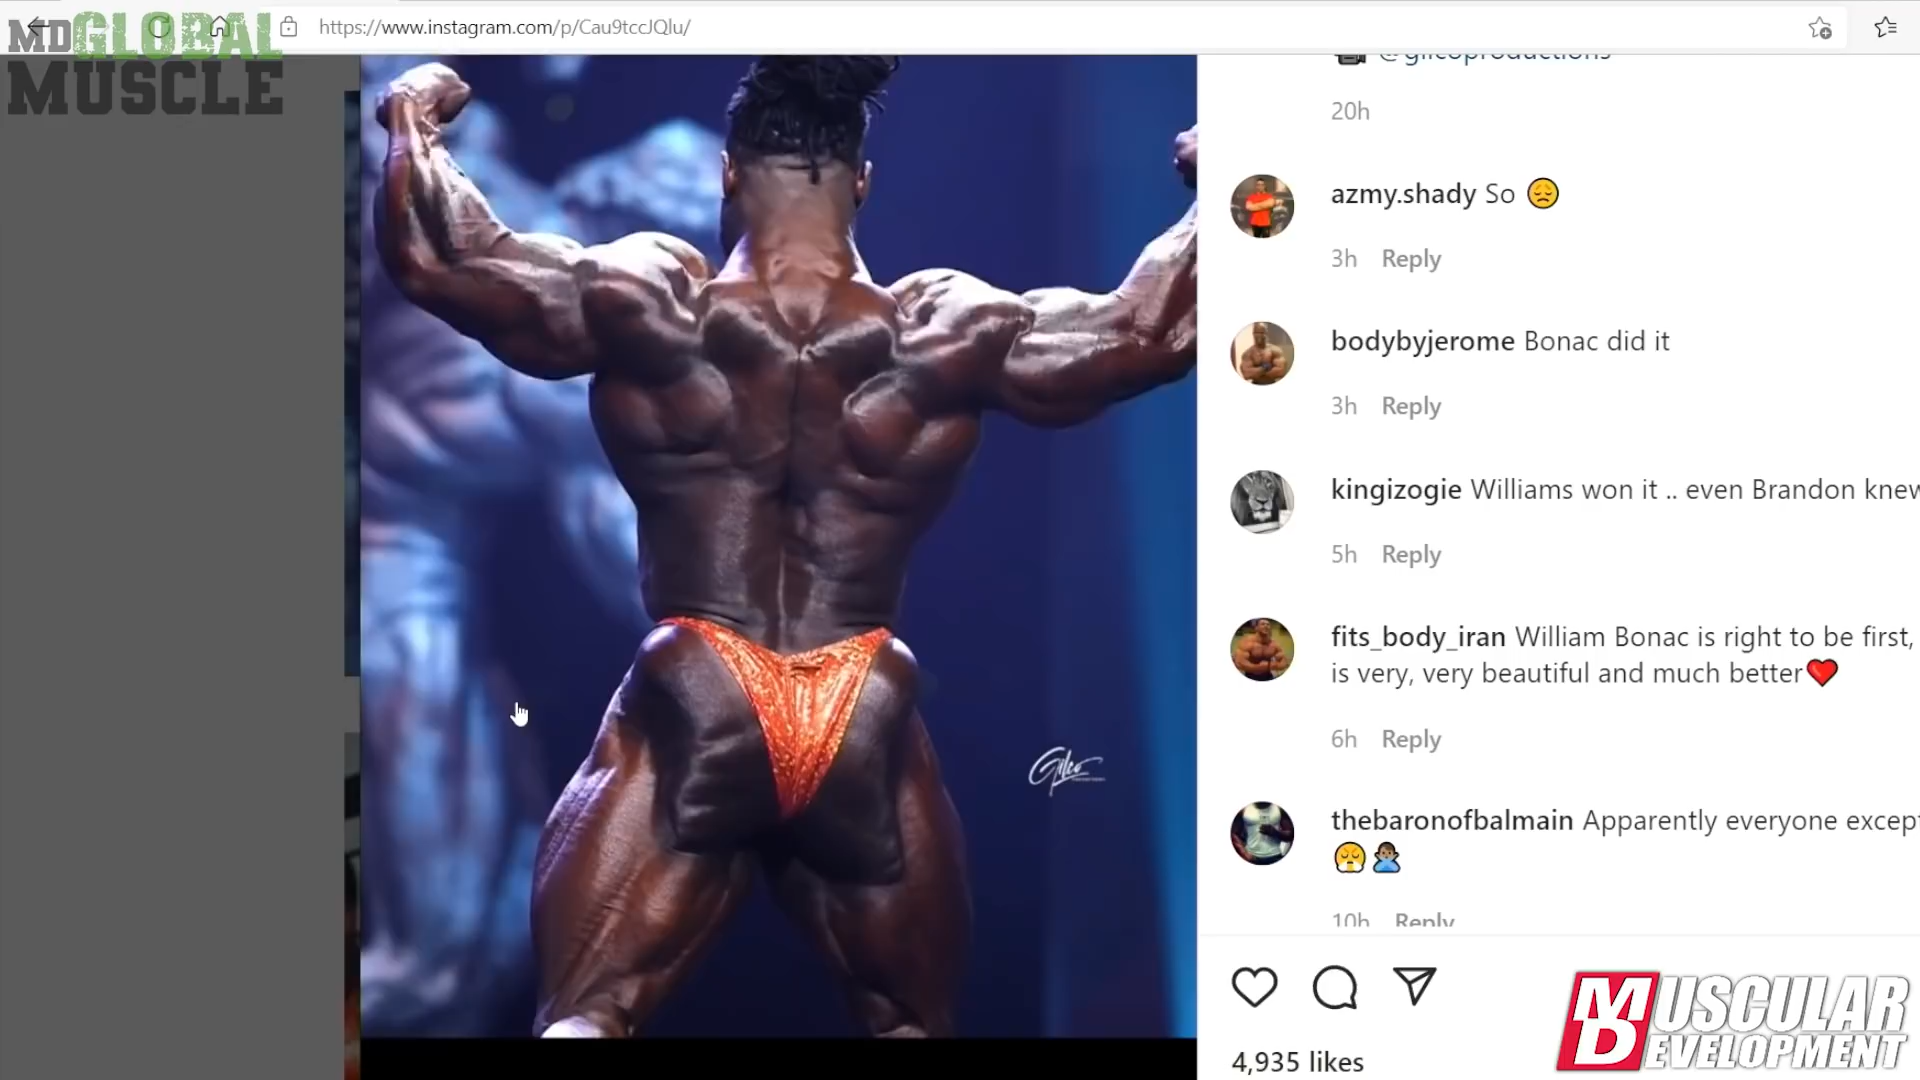 MD GLOBAL
MUSCLE
https://www.instagram.com/p/Cau9tccJQlu/
@gilcoproductions
20h
azmy.shady So 😞
3h Reply
bodybyjerome Bonac did it
3h Reply
kingizogie Williams won it .. even Brandon knew
5h Reply
fits_body_iran William Bonac is right to be first,
is very, very beautiful and much better❤️
6h Reply
thebaronofbalmain Apparently everyone except
10h Reply
Gilco
4,935 likes
MD
MUSCULAR
DEVELOPMENT